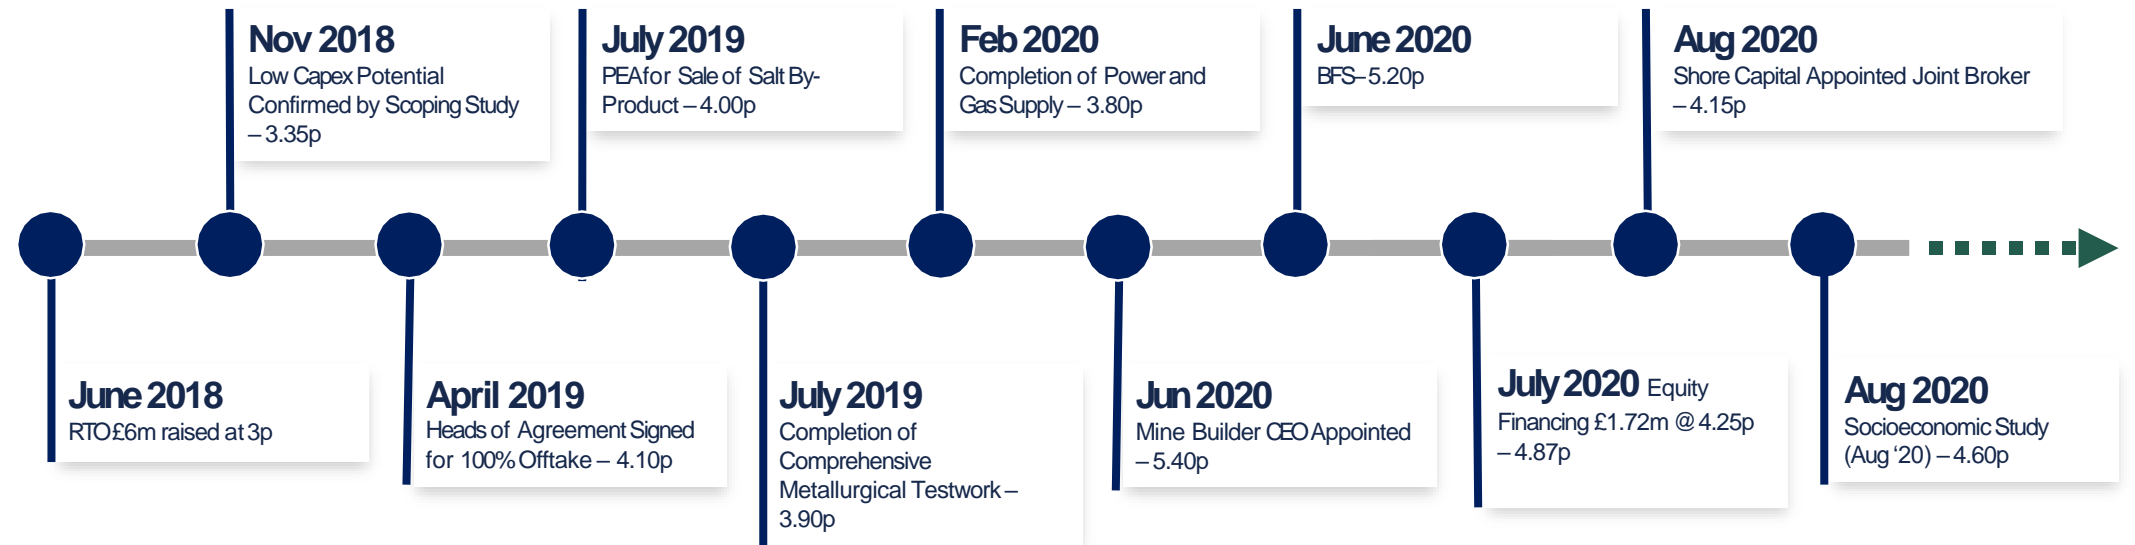 Nov 2018
Low Capex Potential
Confirmed by Scoping Study
– 3.35p
July 2019
PEA for Sale of Salt By-
Product – 4.00p
Feb 2020
Completion of Power and
Gas Supply – 3.80p
June 2020
BFS – 5.20p
Aug 2020
Shore Capital Appointed Joint Broker
– 4.15p
June 2018
RTO £6m raised at 3p
April 2019
Heads of Agreement Signed
for 100% Offtake – 4.10p
July 2019
Completion of
Comprehensive
Metallurgical Testwork –
3.90p
Jun 2020
Mine Builder CEO Appointed
– 5.40p
July 2020 Equity
Financing £1.72m @ 4.25p
– 4.87p
Aug 2020
Socioeconomic Study
(Aug ‘20) – 4.60p